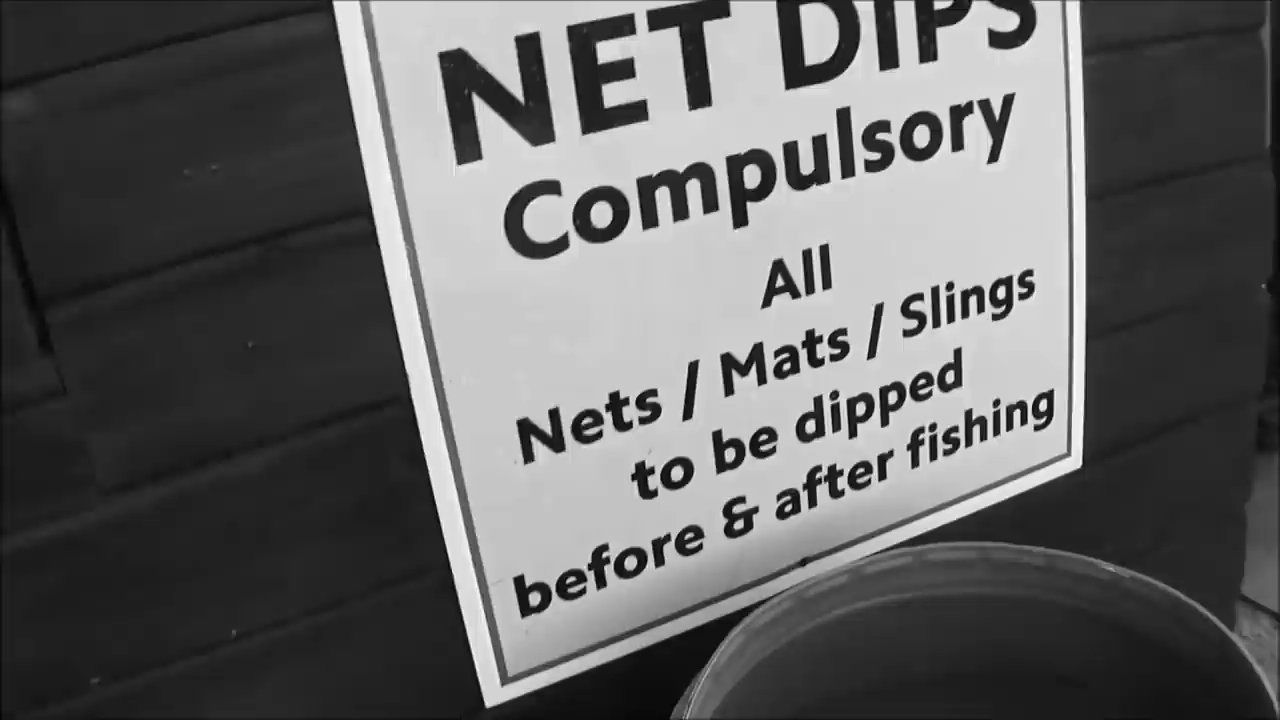 NET DIPS
Compulsory
All
Nets / Mats / Slings
to be dipped
before & after fishing